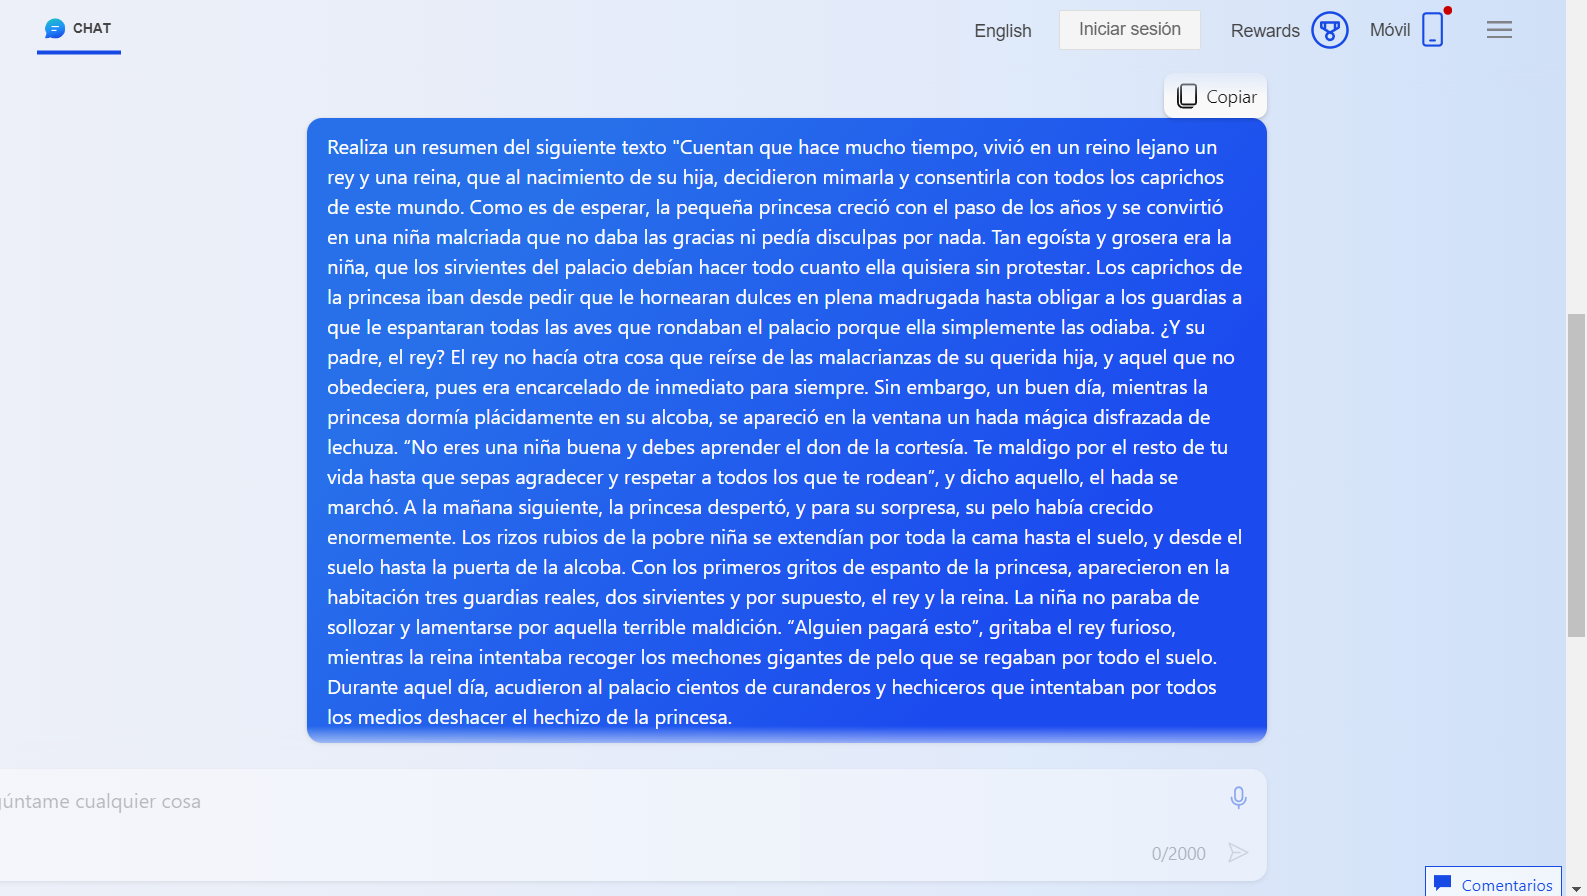 CHAT
English
Iniciar sesión
Rewards
Móvil
Copiar
Realiza un resumen del siguiente texto "Cuentan que hace mucho tiempo, vivió en un reino lejano un
rey y una reina, que al nacimiento de su hija, decidieron mimarla y consentirla con todos los caprichos
de este mundo. Como es de esperar, la pequeña princesa creció con el paso de los años y se convirtió
en una niña malcriada que no daba las gracias ni pedía disculpas por nada. Tan egoísta y grosera era la
niña, que los sirvientes del palacio debían hacer todo cuanto ella quisiera sin protestar. Los caprichos de
la princesa iban desde pedir que le hornearan dulces en plena madrugada hasta obligar a los guardias a
que le espantaran todas las aves que rondaban el palacio porque ella simplemente las odiaba. ¿Y su
padre, el rey? El rey no hacía otra cosa que reírse de las malacrianzas de su querida hija, y aquel que no
obedeciera, pues era encarcelado de inmediato para siempre. Sin embargo, un buen día, mientras la
princesa dormía plácidamente en su alcoba, se apareció en la ventana un hada mágica disfrazada de
lechuza. “No eres una niña buena y debes aprender el don de la cortesía. Te maldigo por el resto de tu
vida hasta que sepas agradecer y respetar a todos los que te rodean”, y dicho aquello, el hada se
marchó. A la mañana siguiente, la princesa despertó, y para su sorpresa, su pelo había crecido
enormemente. Los rizos rubios de la pobre niña se extendían por toda la cama hasta el suelo, y desde el
suelo hasta la puerta de la alcoba. Con los primeros gritos de espanto de la princesa, aparecieron en la
habitación tres guardias reales, dos sirvientes y por supuesto, el rey y la reina. La niña no paraba de
sollozar y lamentarse por aquella terrible maldición. “Alguien pagará esto”, gritaba el rey furioso,
mientras la reina intentaba recoger los mechones gigantes de pelo que se regaban por todo el suelo.
Durante aquel día, acudieron al palacio cientos de curanderos y hechiceros que intentaban por todos
los medios deshacer el hechizo de la princesa.
gúntame cualquier cosa
0/2000
Comentarios